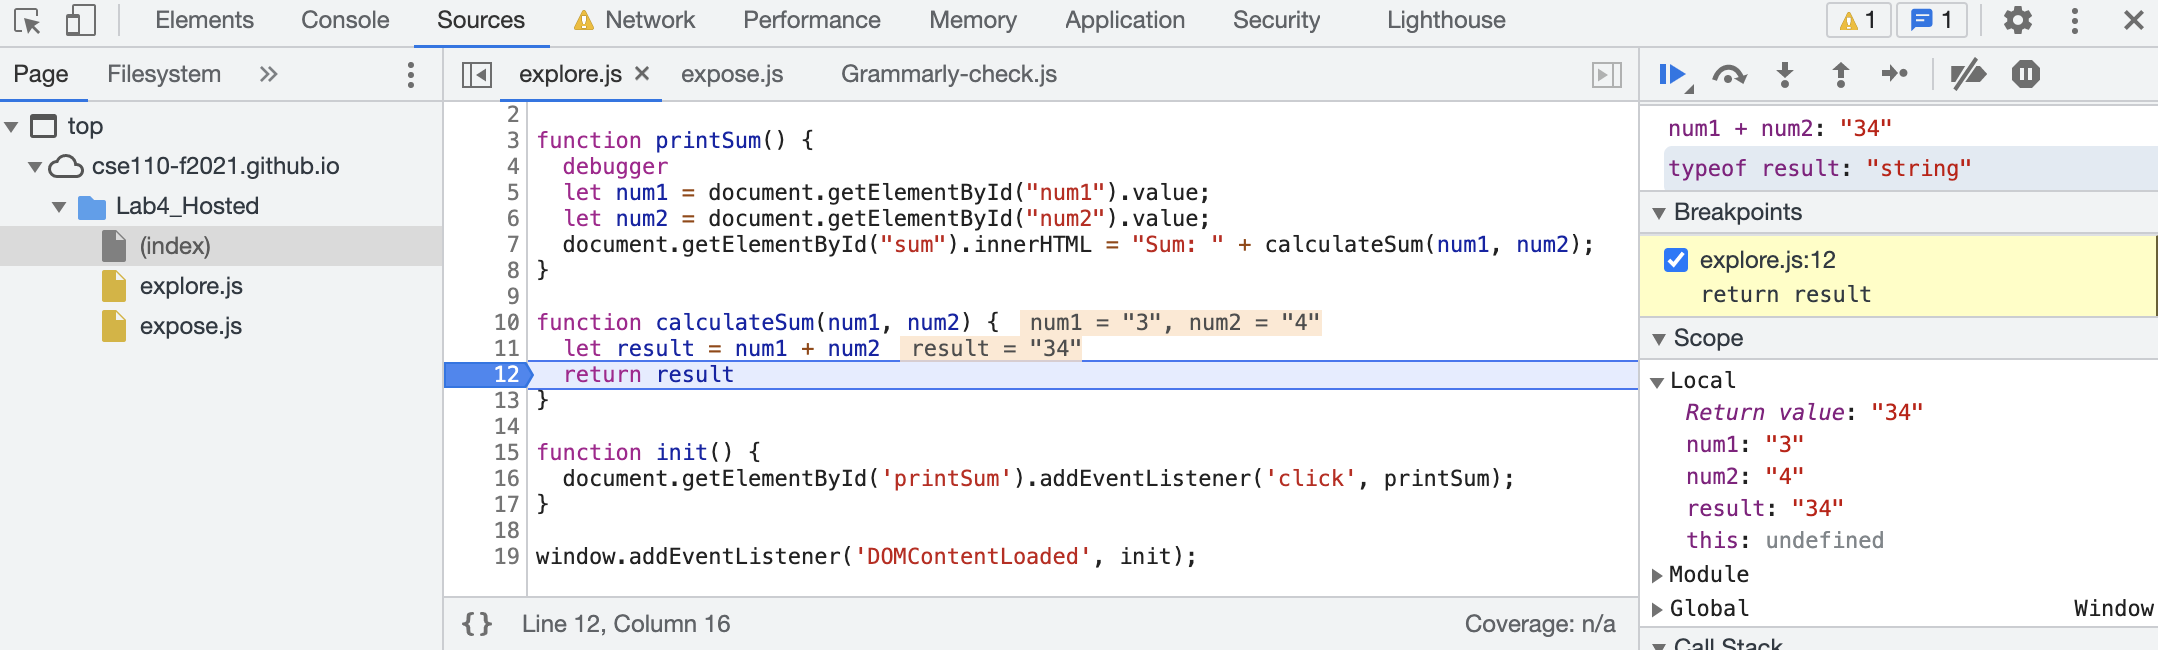 Elements Console Sources Network Performance Memory Application Security Lighthouse 1 1
Page Filesystem »
top
cse110-f2021.github.io
Lab4_Hosted
(index)
explore.js
expose.js
explore.js × expose.js Grammarly-check.js
2
3 function printSum() {
4   debugger
5   let num1 = document.getElementById("num1").value;
6   let num2 = document.getElementById("num2").value;
7   document.getElementById("sum").innerHTML = "Sum: " + calculateSum(num1, num2);
8 }
9
10 function calculateSum(num1, num2) { num1 = "3", num2 = "4"
11   let result = num1 + num2 result = "34"
12   return result
13 }
14
15 function init() {
16   document.getElementById('printSum').addEventListener('click', printSum);
17 }
18
19 window.addEventListener('DOMContentLoaded', init);
{} Line 12, Column 16 Coverage: n/a
num1 + num2: "34"
typeof result: "string"
Breakpoints
explore.js:12
return result
Scope
Local
Return value: "34"
num1: "3"
num2: "4"
result: "34"
this: undefined
Module
Global Window
Call Stack